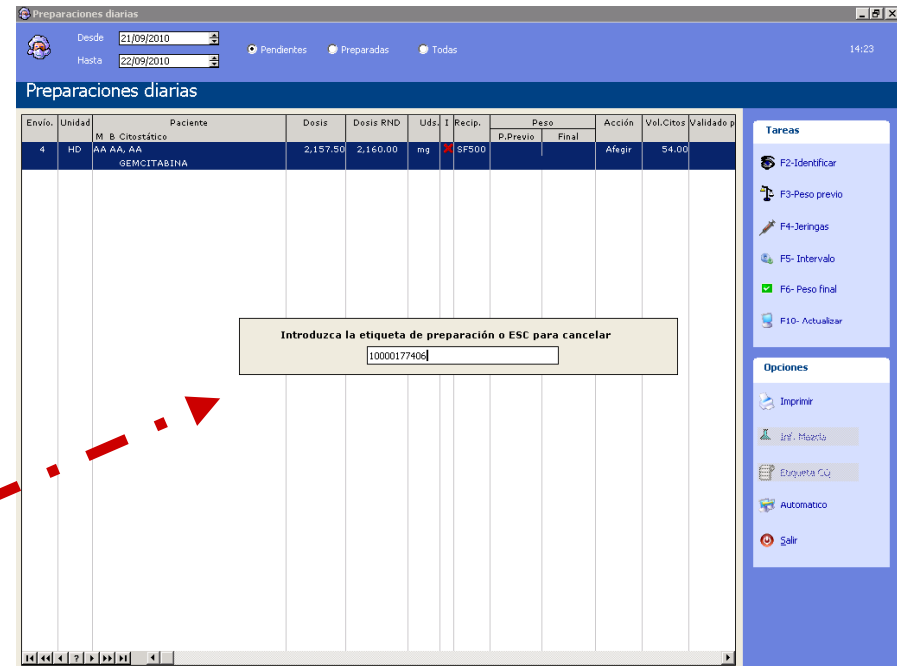 Preparaciones diarias
Desde 21/09/2010
Hasta 22/09/2010
Pendientes Preparadas Todas
14:23
Preparaciones diarias
Envío. Unidad Paciente Dosis Dosis RND Uds. I Recip. Peso Acción Vol.Citos Validado p
M B Citostático P.Previo Final
4 HD AA AA, AA 2,157.50 2,160.00 mg SF500 Afegir 54.00
GEMCITABINA
Introduzca la etiqueta de preparación o ESC para cancelar
10000177406
Tareas
F2-Identificar
F3-Peso previo
F4-Jeringas
F5- Intervalo
F6- Peso final
F10- Actualizar
Opciones
Imprimir
Inf. Mezcla
Etiqueta CQ
Automatico
Salir